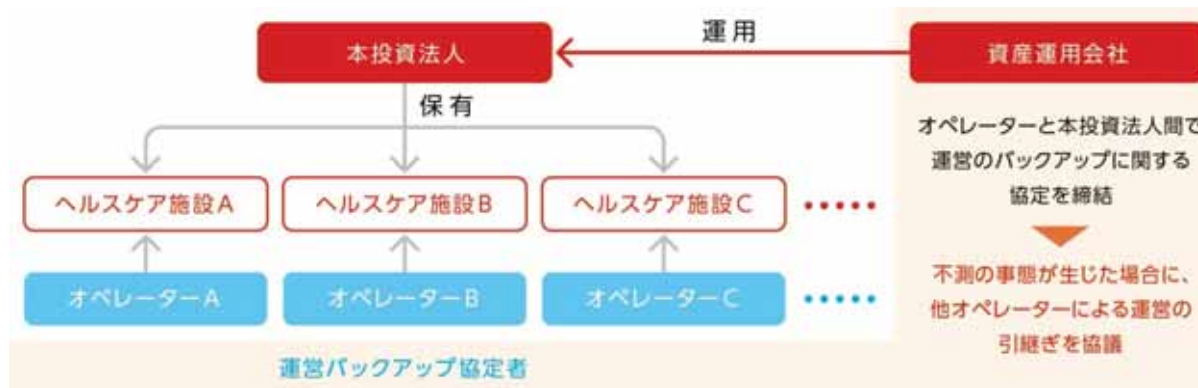 本投資法人
運用
資産運用会社
保有
オペレーターと本投資法人間で
運営のバックアップに関する
協定を締結
ヘルスケア施設A
ヘルスケア施設B
ヘルスケア施設C
•••••
不測の事態が生じた場合に、
他オペレーターによる運営の
引継ぎを協議
オペレーターA
オペレーターB
オペレーターC
•••••
運営バックアップ協定者